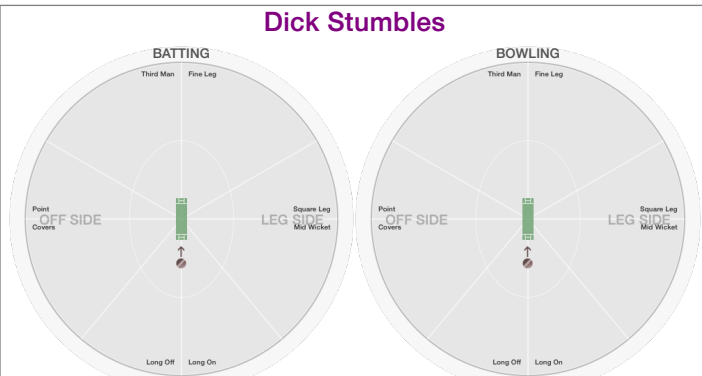 Dick Stumbles
BATTING
Third Man Fine Leg
Point
OFF SIDE
Covers
Square Leg
LEG SIDE
Mid Wicket
Long Off Long On
BOWLING
Third Man Fine Leg
Point
OFF SIDE
Covers
Square Leg
LEG SIDE
Mid Wicket
Long Off Long On